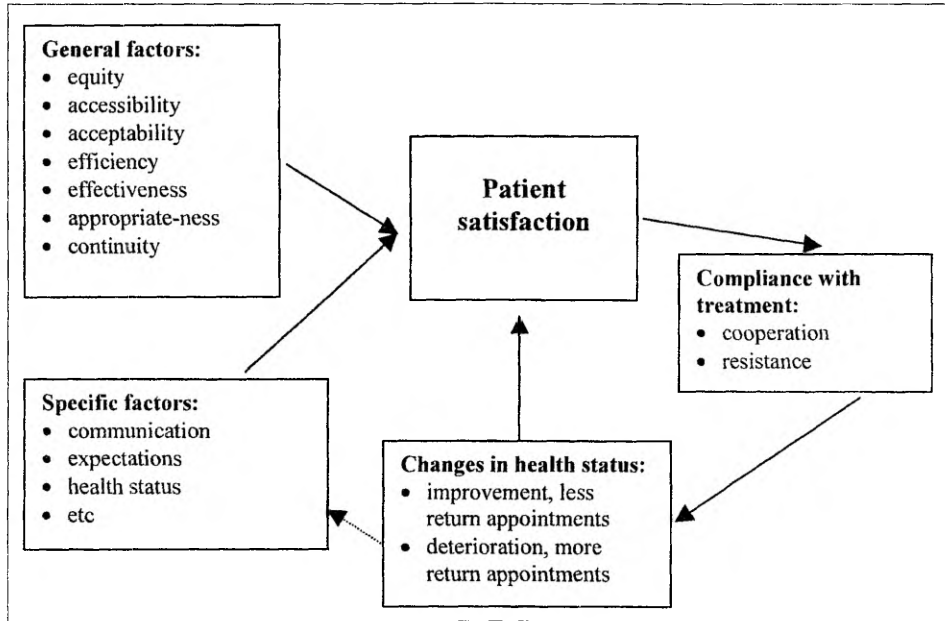 General factors:
• equity
• accessibility
• acceptability
• efficiency
• effectiveness
• appropriate-ness
• continuity
Patient
satisfaction
Compliance with
treatment:
• cooperation
• resistance
Specific factors:
• communication
• expectations
• health status
• etc
Changes in health status:
• improvement, less
return appointments
• deterioration, more
return appointments